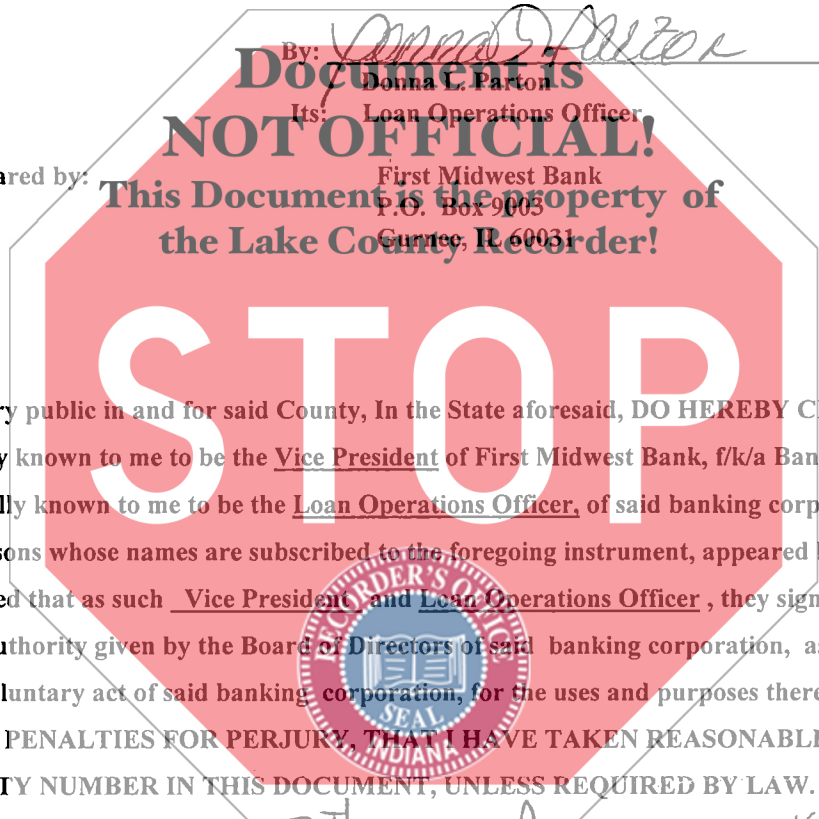 By: Donna L. Parton
Document is
Donna L. Parton
Its: Loan Operations Officer
NOT OFFICIAL!
ared by: First Midwest Bank
This Document is the property of
P.O. Box 9003
the Lake County Recorder!
Gurnee, IL 60031
STOP
ry public in and for said County, In the State aforesaid, DO HEREBY C
y known to me to be the Vice President of First Midwest Bank, f/k/a Ban
lly known to me to be the Loan Operations Officer, of said banking corp
sons whose names are subscribed to the foregoing instrument, appeared
ed that as such Vice President and Loan Operations Officer , they sign
uthority given by the Board of Directors of said banking corporation, as
luntary act of said banking corporation, for the uses and purposes there
PENALTIES FOR PERJURY, THAT I HAVE TAKEN REASONABLE
TY NUMBER IN THIS DOCUMENT, UNLESS REQUIRED BY LAW.
RECORDER'S OFFICE
SEAL
INDIANA